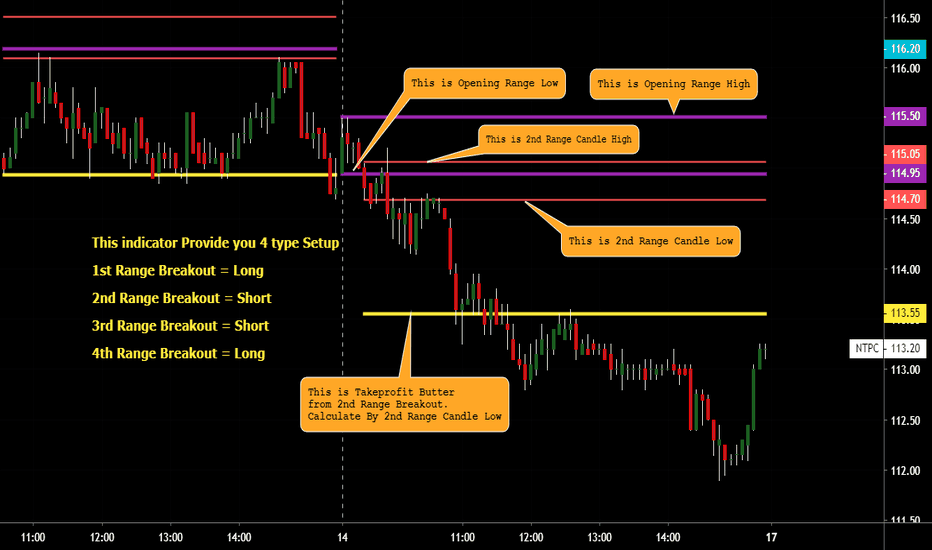 116.50
116.20
116.00
This is Opening Range Low
This is Opening Range High
115.50
This is 2nd Range Candle High
115.05
114.95
114.70
114.50
This is 2nd Range Candle Low
This indicator Provide you 4 type Setup
1st Range Breakout = Long
2nd Range Breakout = Short
3rd Range Breakout = Short
4th Range Breakout = Long
114.00
113.55
NTPC 113.20
113.00
This is Takeprofit Butter
from 2nd Range Breakout.
Calculate By 2nd Range Candle Low
112.50
112.00
111.50
11:00 12:00 13:00 14:00 14 11:00 12:00 13:00 14:00 17